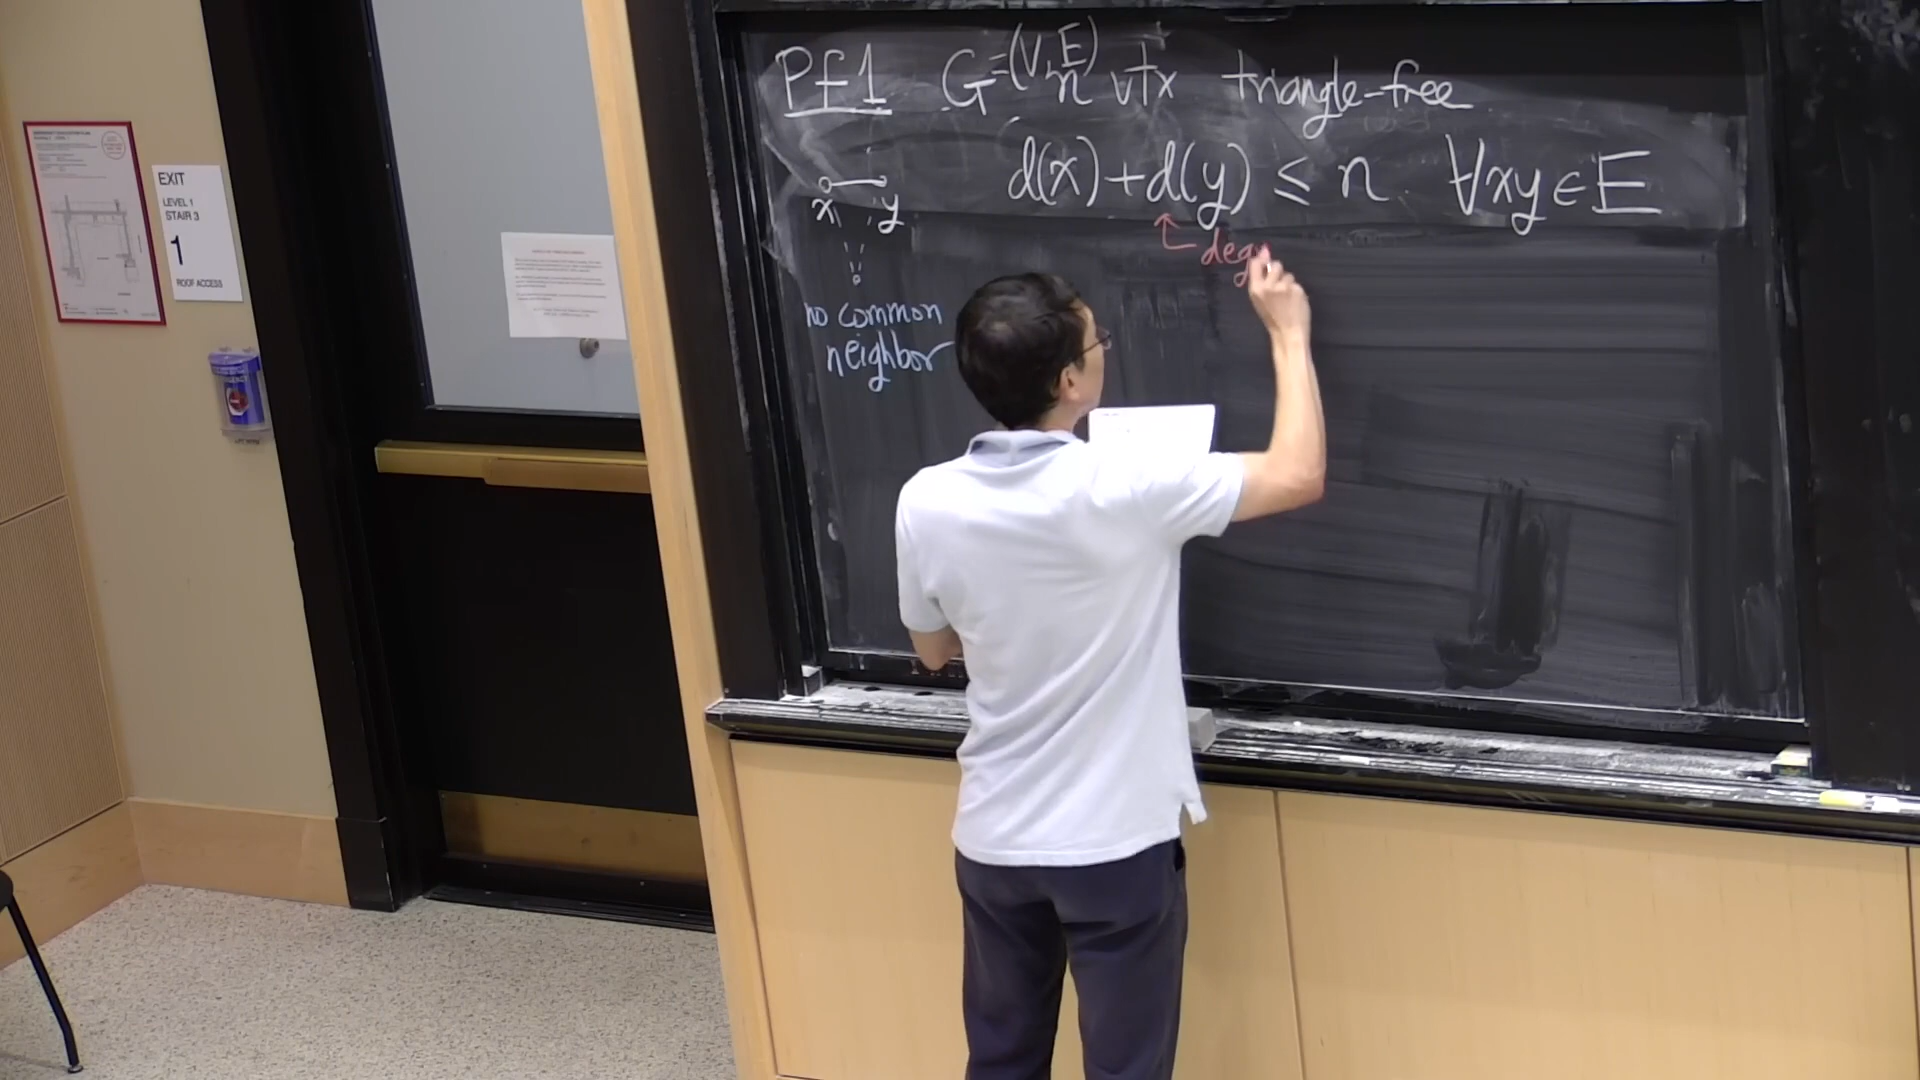 Pf1 G=(V,E) n vtx triangle-free
d(x)+d(y) ≤ n ∀xy∈E
x y
deg
no common
neighbor
EXIT
LEVEL 1
STAIR 3
1
ROOF ACCESS